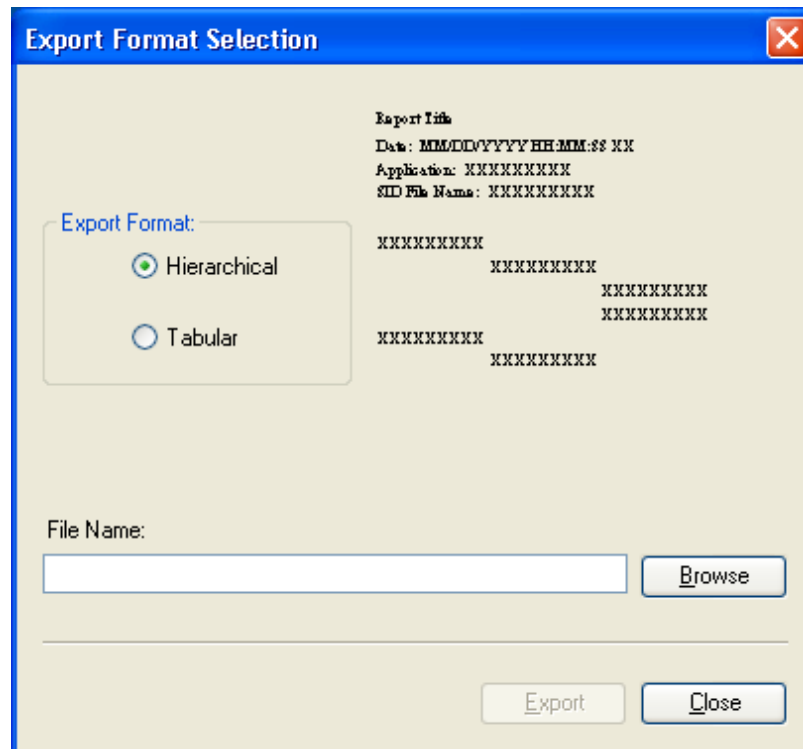 Export Format Selection
Report Title
Date: MM/DD/YYYY HH:MM:SS XX
Application: XXXXXXXXX
SID File Name: XXXXXXXXX
Export Format:
Hierarchical
Tabular
XXXXXXXXX
XXXXXXXXX
XXXXXXXXX
XXXXXXXXX
XXXXXXXXX
XXXXXXXXX
File Name:
Browse
Export
Close